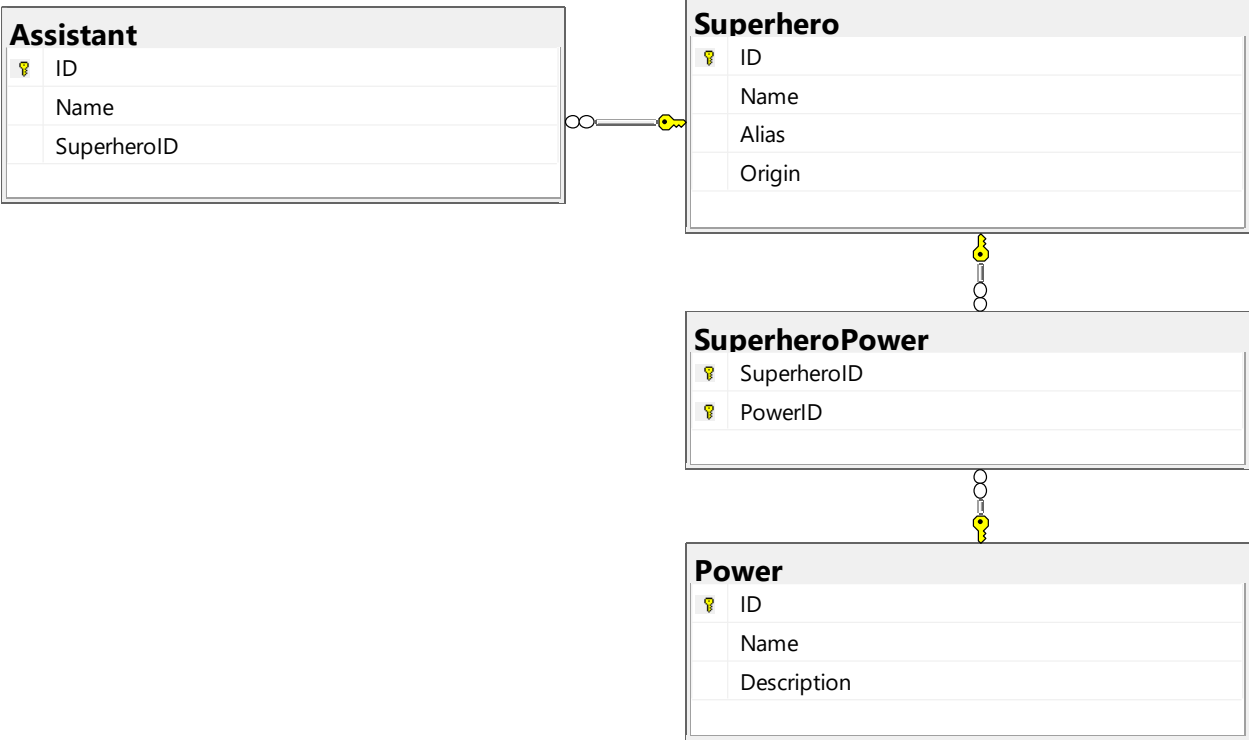 Assistant
ID
Name
SuperheroID
Superhero
ID
Name
Alias
Origin
SuperheroPower
SuperheroID
PowerID
Power
ID
Name
Description